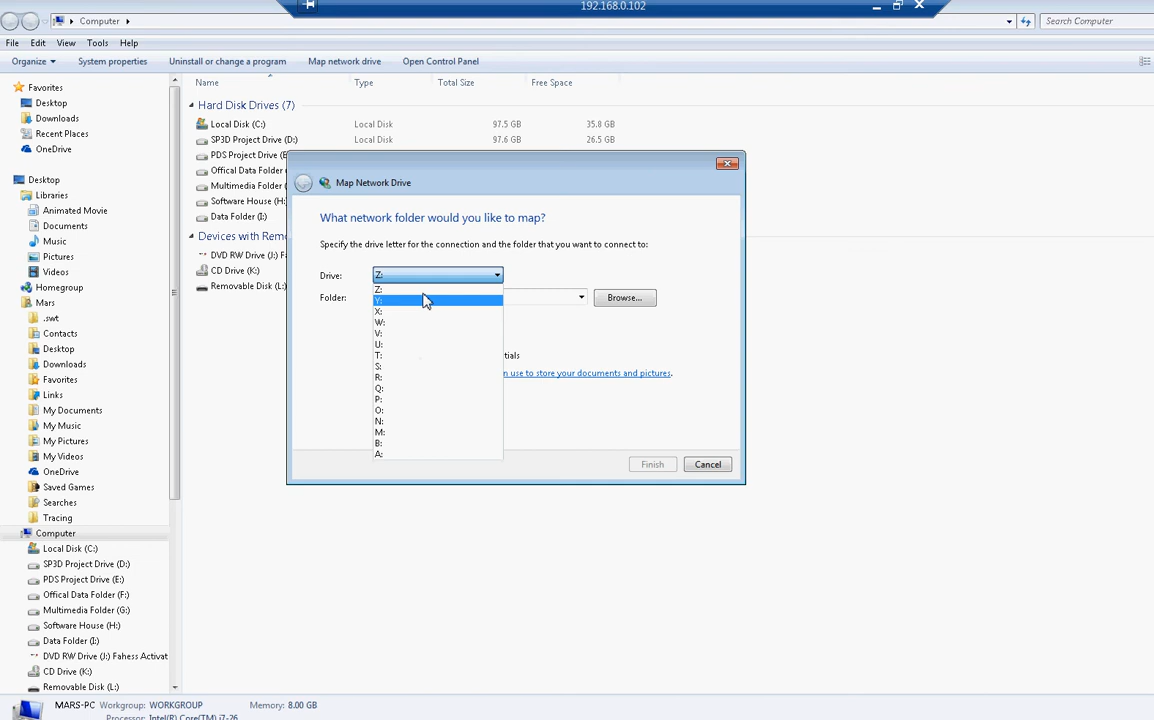 192.168.0.102
Computer
Search Computer
File Edit View Tools Help
Organize System properties Uninstall or change a program Map network drive Open Control Panel
Favorites
Desktop
Downloads
Recent Places
OneDrive
Desktop
Libraries
Animated Movie
Documents
Music
Pictures
Videos
Homegroup
Mars
.swt
Contacts
Desktop
Downloads
Favorites
Links
My Documents
My Music
My Pictures
My Videos
OneDrive
Saved Games
Searches
Tracing
Computer
Local Disk (C:)
SP3D Project Drive (D:)
PDS Project Drive (E:)
Offical Data Folder (F:)
Multimedia Folder (G:)
Software House (H:)
Data Folder (I:)
DVD RW Drive (J:) Fahess Activat
CD Drive (K:)
Removable Disk (L:)
Name Type Total Size Free Space
Hard Disk Drives (7)
Local Disk (C:) Local Disk 97.5 GB 35.8 GB
SP3D Project Drive (D:) Local Disk 97.6 GB 26.5 GB
PDS Project Drive (E
Offical Data Folder
Multimedia Folder
Software House (H:
Data Folder (I:)
Devices with Rem
DVD RW Drive (J:) Fa
CD Drive (K:)
Removable Disk (L:)
Map Network Drive
What network folder would you like to map?
Specify the drive letter for the connection and the folder that you want to connect to:
Drive: Z:
Folder: Browse...
Z:
Y:
X:
W:
V:
U:
T:
S:
R:
Q:
P:
O:
N:
M:
B:
A:
tials
n use to store your documents and pictures.
Finish Cancel
MARS-PC Workgroup: WORKGROUP Memory: 8.00 GB
Processor: Intel(R) Core(TM) i7-26